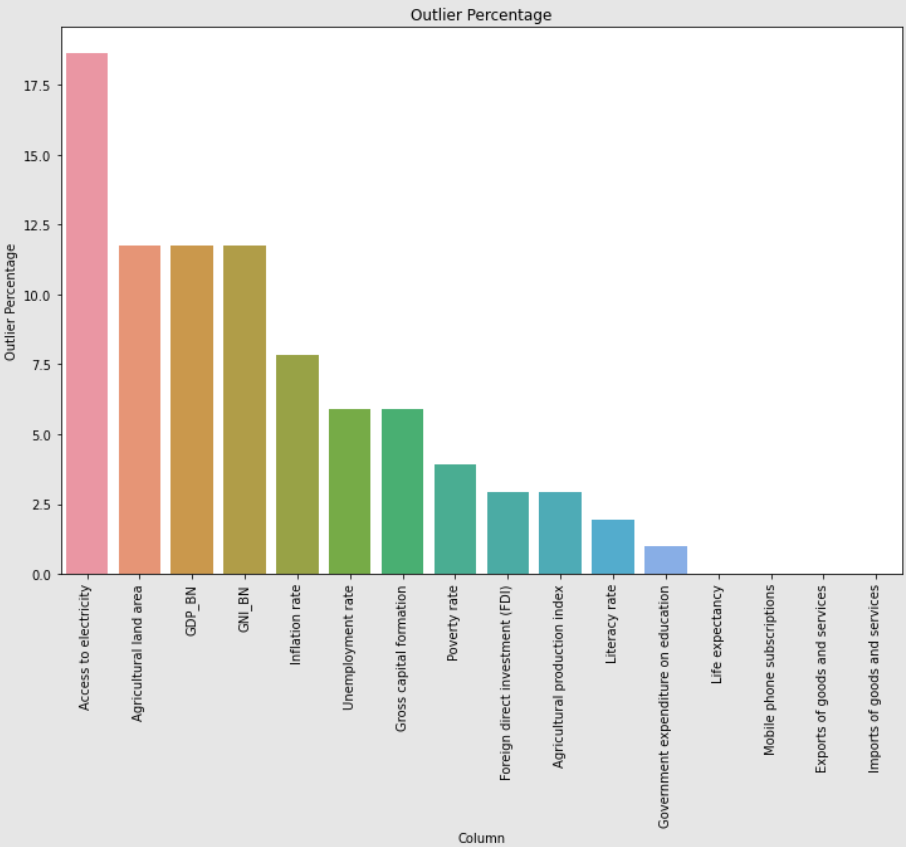 Outlier Percentage
Outlier Percentage
17.5
15.0
12.5
10.0
7.5
5.0
2.5
0.0
Access to electricity
Agricultural land area
GDP_BN
GNI_BN
Inflation rate
Unemployment rate
Gross capital formation
Poverty rate
Foreign direct investment (FDI)
Agricultural production index
Literacy rate
Government expenditure on education
Life expectancy
Mobile phone subscriptions
Exports of goods and services
Imports of goods and services
Column